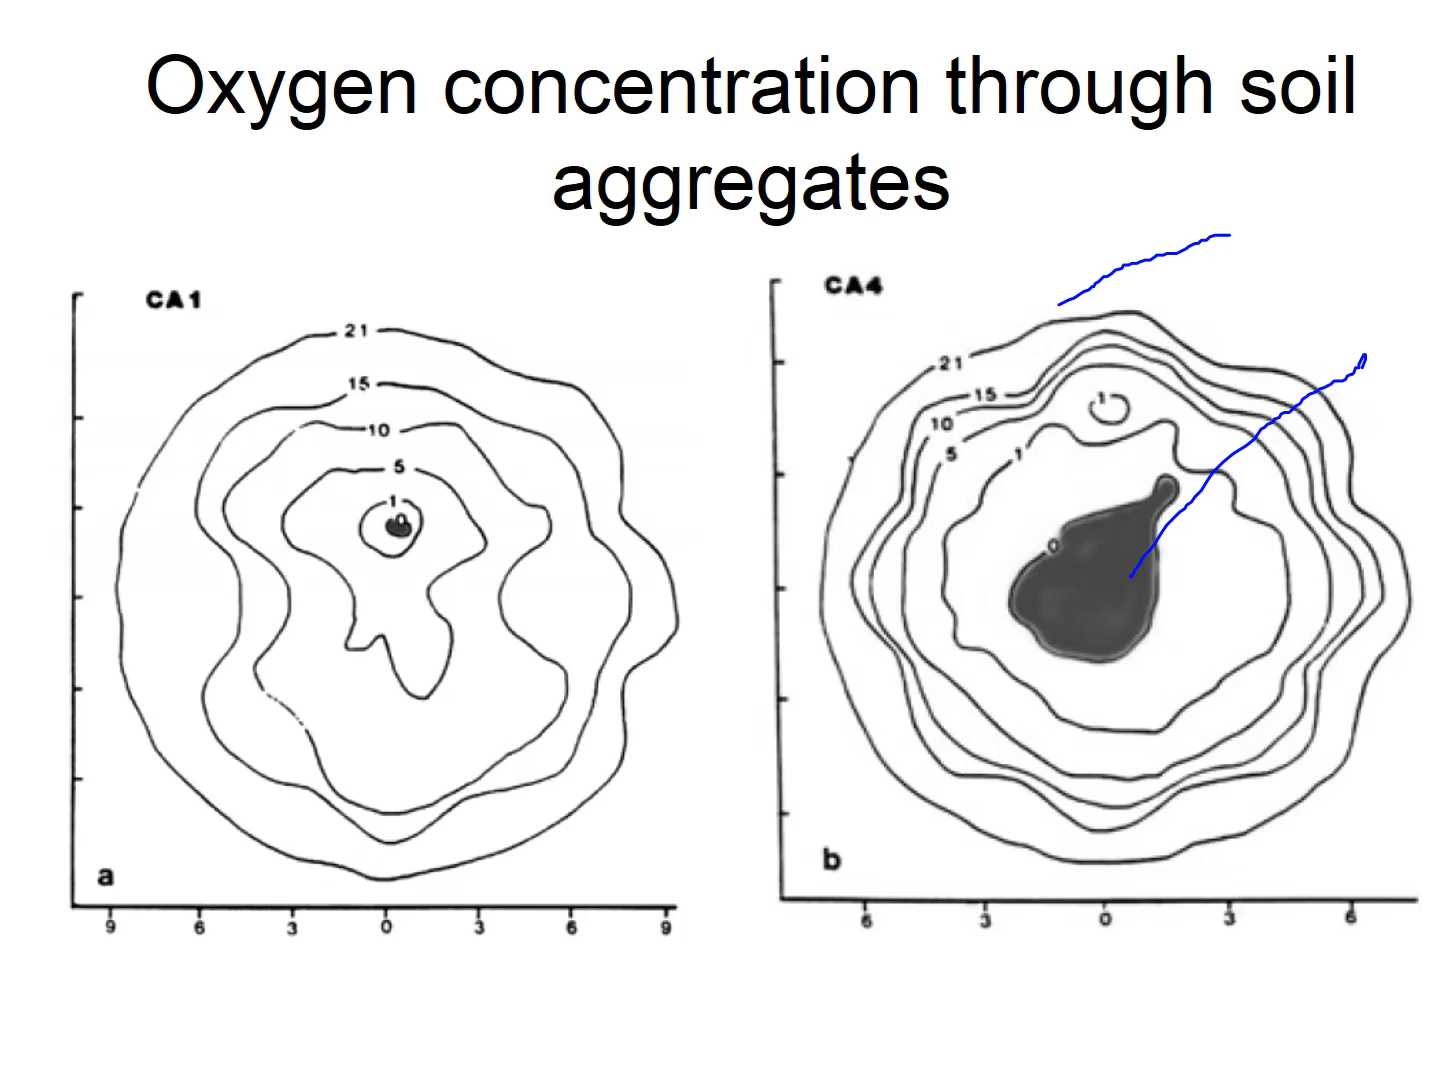 Oxygen concentration through soil
aggregates
CA1
21
15
10
5
1
0
a
9 6 3 0 3 6 9
CA4
21
15
10
5
1
1
0
b
6 3 0 3 6